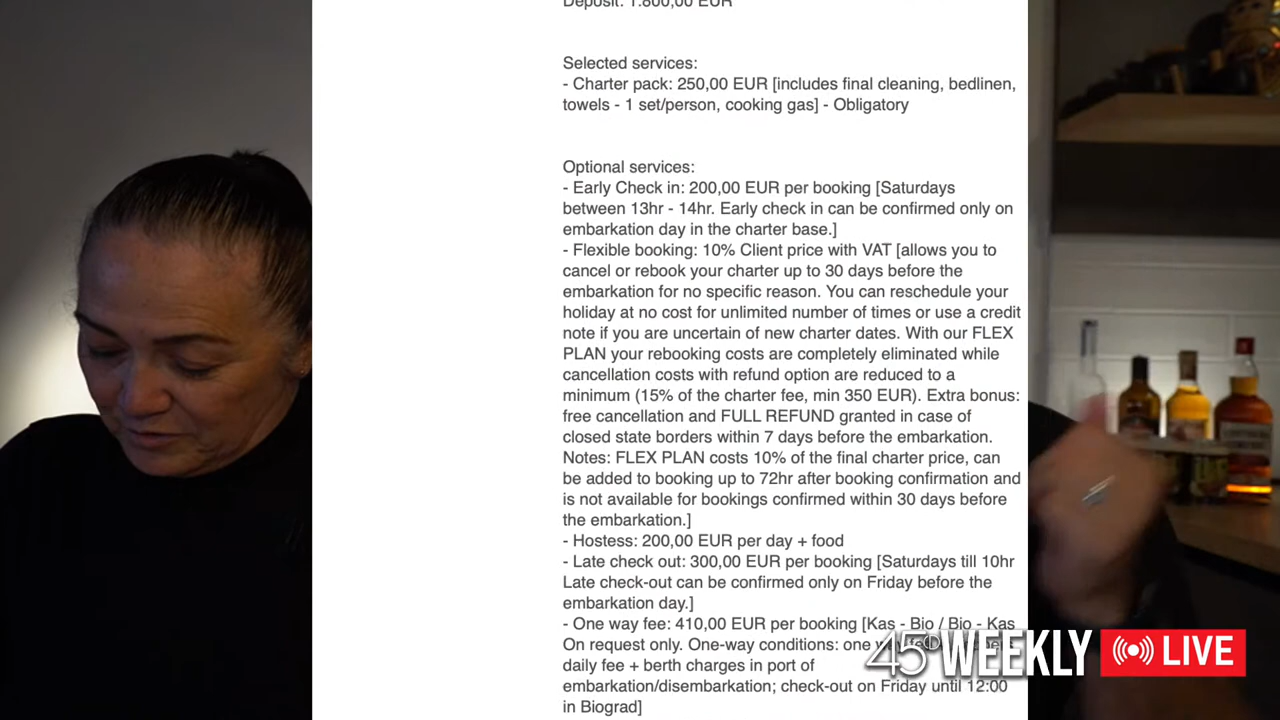 Deposit: 1.800,00 EUR
Selected services:
- Charter pack: 250,00 EUR [includes final cleaning, bedlinen,
towels - 1 set/person, cooking gas] - Obligatory
Optional services:
- Early Check in: 200,00 EUR per booking [Saturdays
between 13hr - 14hr. Early check in can be confirmed only on
embarkation day in the charter base.]
- Flexible booking: 10% Client price with VAT [allows you to
cancel or rebook your charter up to 30 days before the
embarkation for no specific reason. You can reschedule your
holiday at no cost for unlimited number of times or use a credit
note if you are uncertain of new charter dates. With our FLEX
PLAN your rebooking costs are completely eliminated while
cancellation costs with refund option are reduced to a
minimum (15% of the charter fee, min 350 EUR). Extra bonus:
free cancellation and FULL REFUND granted in case of
closed state borders within 7 days before the embarkation.
Notes: FLEX PLAN costs 10% of the final charter price, can
be added to booking up to 72hr after booking confirmation and
is not available for bookings confirmed within 30 days before
the embarkation.]
- Hostess: 200,00 EUR per day + food
- Late check out: 300,00 EUR per booking [Saturdays till 10hr
Late check-out can be confirmed only on Friday before the
embarkation day.]
- One way fee: 410,00 EUR per booking [Kas - Bio / Bio - Kas
On request only. One-way conditions: one
daily fee + berth charges in port of
embarkation/disembarkation; check-out on Friday until 12:00
in Biograd]
45° WEEKLY LIVE